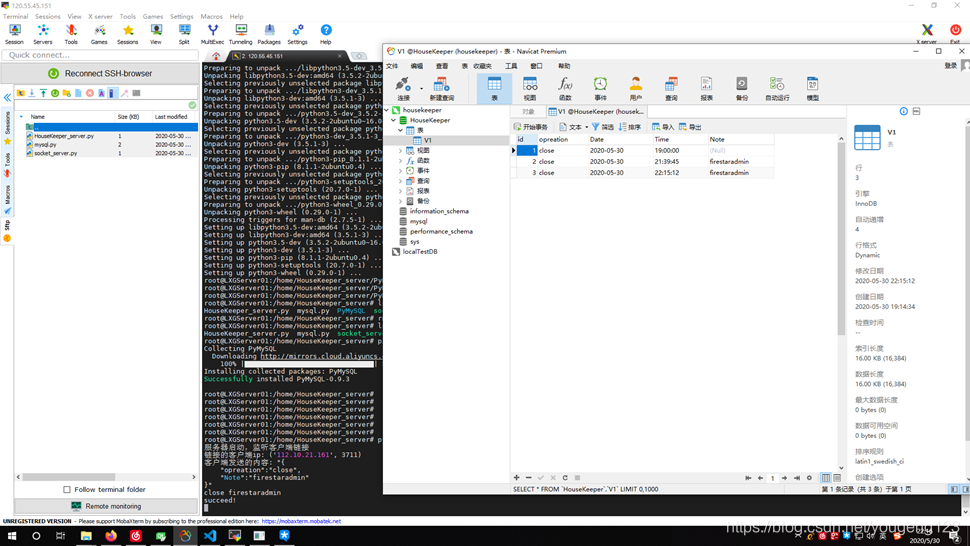 120.55.45.151
Terminal Sessions View X server Tools Games Settings Macros Help
Session Servers Tools Games Sessions View Split MultiExec Tunneling Packages Settings Help
X server Exit
Quick connect...
Reconnect SSH-browser
Name Size (KB) Last modified
..
HouseKeeper_server.py 1 2020-05-30 ...
mysql.py 2 2020-05-30 ...
socket_server.py 1 2020-05-30 ...
Sessions
Tools
Macros
Sftp
Follow terminal folder
Remote monitoring
2. 120.55.45.151
Preparing to unpack .../libpython3.5-dev
Unpacking libpython3.5-dev:amd64 (3.5.2-2ubun
Selecting previously unselected package
Preparing to unpack
Unpacking libpython3-dev:amd64 (3.5.1-3) ...
Selecting previously unselected package python
Preparing to unpack .../python3.5-dev
Unpacking python3.5-dev (3.5.2-2ubuntu0
Selecting previously unselected package python
Preparing to unpack .../python3-dev_3.5.1-3
Unpacking python3-dev (3.5.1-3) ...
Selecting previously unselected package python
Preparing to unpack .../python3-pip_8.1.1-2
Unpacking python3-pip (8.1.1-2ubuntu0.4) ...
Selecting previously unselected package python
Preparing to unpack .../python3-setuptools
Unpacking python3-setuptools (20.7.0-1) ...
Selecting previously unselected package python
Preparing to unpack .../python3-wheel_0.29.0-1
Unpacking python3-wheel (0.29.0-1) ...
Processing triggers for man-db (2.7.5-1) ...
Setting up libpython3.5-dev:amd64 (3.5.2-2ubu
Setting up libpython3-dev:amd64 (3.5.1-3) ...
Setting up python3.5-dev (3.5.2-2ubuntu0~16.
Setting up python3-dev (3.5.1-3) ...
Setting up python3-pip (8.1.1-2ubuntu0.4) ...
Setting up python3-setuptools (20.7.0-1) ...
Setting up python3-wheel (0.29.0-1) ...
root@LXGServer01:/home/HouseKeeper_server/Py
root@LXGServer01:/home/HouseKeeper_server/Py
root@LXGServer01:/home/HouseKeeper_server/Py
root@LXGServer01:/home/HouseKeeper_server# l
HouseKeeper_server.py mysql.py PyMySQL so
root@LXGServer01:/home/HouseKeeper_server# r
root@LXGServer01:/home/HouseKeeper_server# l
HouseKeeper_server.py mysql.py socket_serv
root@LXGServer01:/home/HouseKeeper_server# p
Collecting PyMySQL
Downloading http://mirrors.cloud.aliyuncs.
100%
Installing collected packages: PyMySQL
Successfully installed PyMySQL-0.9.3
root@LXGServer01:/home/HouseKeeper_server#
root@LXGServer01:/home/HouseKeeper_server#
root@LXGServer01:/home/HouseKeeper_server#
root@LXGServer01:/home/HouseKeeper_server#
root@LXGServer01:/home/HouseKeeper_server#
root@LXGServer01:/home/HouseKeeper_server# p
服务器启动，监听客户端链接
链接的客户端ip: ('112.10.21.161', 3711)
客户端发送的内容: "{
"opreation":"close",
"Note":"firestaradmin"
}"
close firestaradmin
succeed!
V1 @HouseKeeper (housekeeper) - 表 - Navicat Premium
文件 编辑 查看 表 收藏夹 工具 窗口 帮助
登录
连接 新建查询 表 视图 函数 事件 用户 查询 报表 备份 自动运行 模型
housekeeper
HouseKeeper
表
V1
视图
函数
事件
查询
报表
备份
information_schema
mysql
performance_schema
sys
localTestDB
对象 V1 @HouseKeeper (housek...
开始事务 文本 筛选 排序 导入 导出
id opreation Date Time Note
1 close 2020-05-30 19:00:00 (Null)
2 close 2020-05-30 21:39:45 firestaradmin
3 close 2020-05-30 22:15:12 firestaradmin
1
SELECT * FROM `HouseKeeper`.`V1` LIMIT 0,1000
第 1 条记录 (共 3 条) 于第 1 页
V1
表
行
3
引擎
InnoDB
自动递增
4
行格式
Dynamic
修改日期
2020-05-30 22:15:12
创建日期
2020-05-30 19:14:34
检查时间
--
索引长度
16.00 KB (16,384)
数据长度
16.00 KB (16,384)
最大数据长度
0 bytes (0)
数据可用空间
0 bytes (0)
排序规则
latin1_swedish_ci
创建选项
UNREGISTERED VERSION - Please support MobaXterm by subscribing to the professional edition here: https://mobaxterm.mobatek.net
2020/5/30
https://blog.csdn.net/yougeng123